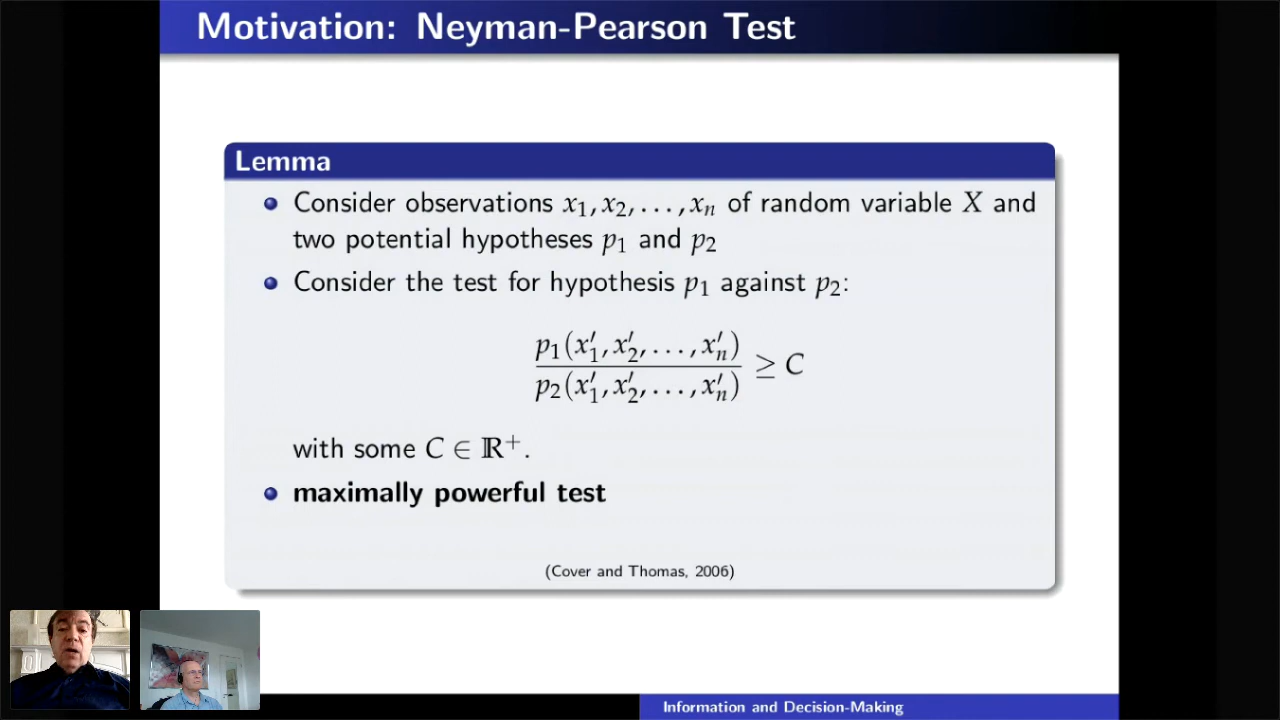 Motivation: Neyman-Pearson Test
Lemma
Consider observations x₁, x₂, . . . , xₙ of random variable X and
two potential hypotheses p₁ and p₂
Consider the test for hypothesis p₁ against p₂:
p₁(x′₁, x′₂, . . . , x′ₙ)
p₂(x′₁, x′₂, . . . , x′ₙ) ≥ C
with some C ∈ ℝ⁺.
maximally powerful test
(Cover and Thomas, 2006)
Information and Decision-Making